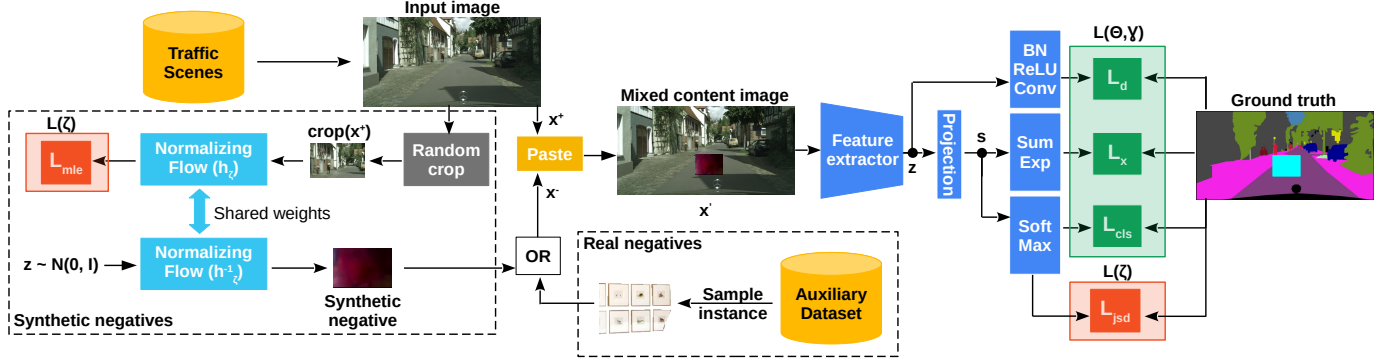 Input image
Traffic
Scenes
L(ζ)
L_mle
Normalizing
Flow (h_ζ)
crop(x⁺)
Random
crop
Shared weights
z ~ N(0, I)
Normalizing
Flow (h⁻¹_ζ)
Synthetic
negative
Synthetic negatives
x⁺
Paste
x⁻
OR
Real negatives
Sample
instance
Auxiliary
Dataset
Mixed content image
x'
Feature
extractor
z
Projection
s
BN
ReLU
Conv
Sum
Exp
Soft
Max
L(Θ,Ɣ)
L_d
L_x
L_cls
L(ζ)
L_jsd
Ground truth